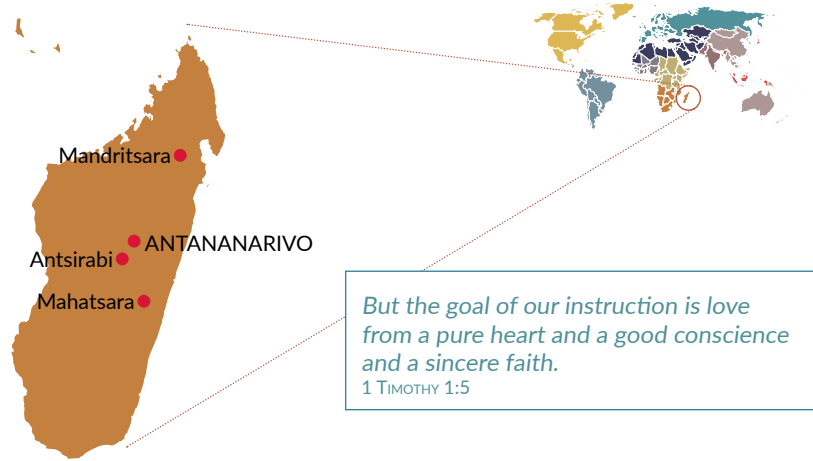 Mandritsara
ANTANANARIVO
Antsirabi
Mahatsara
But the goal of our instruction is love
from a pure heart and a good conscience
and a sincere faith.
1 Timothy 1:5